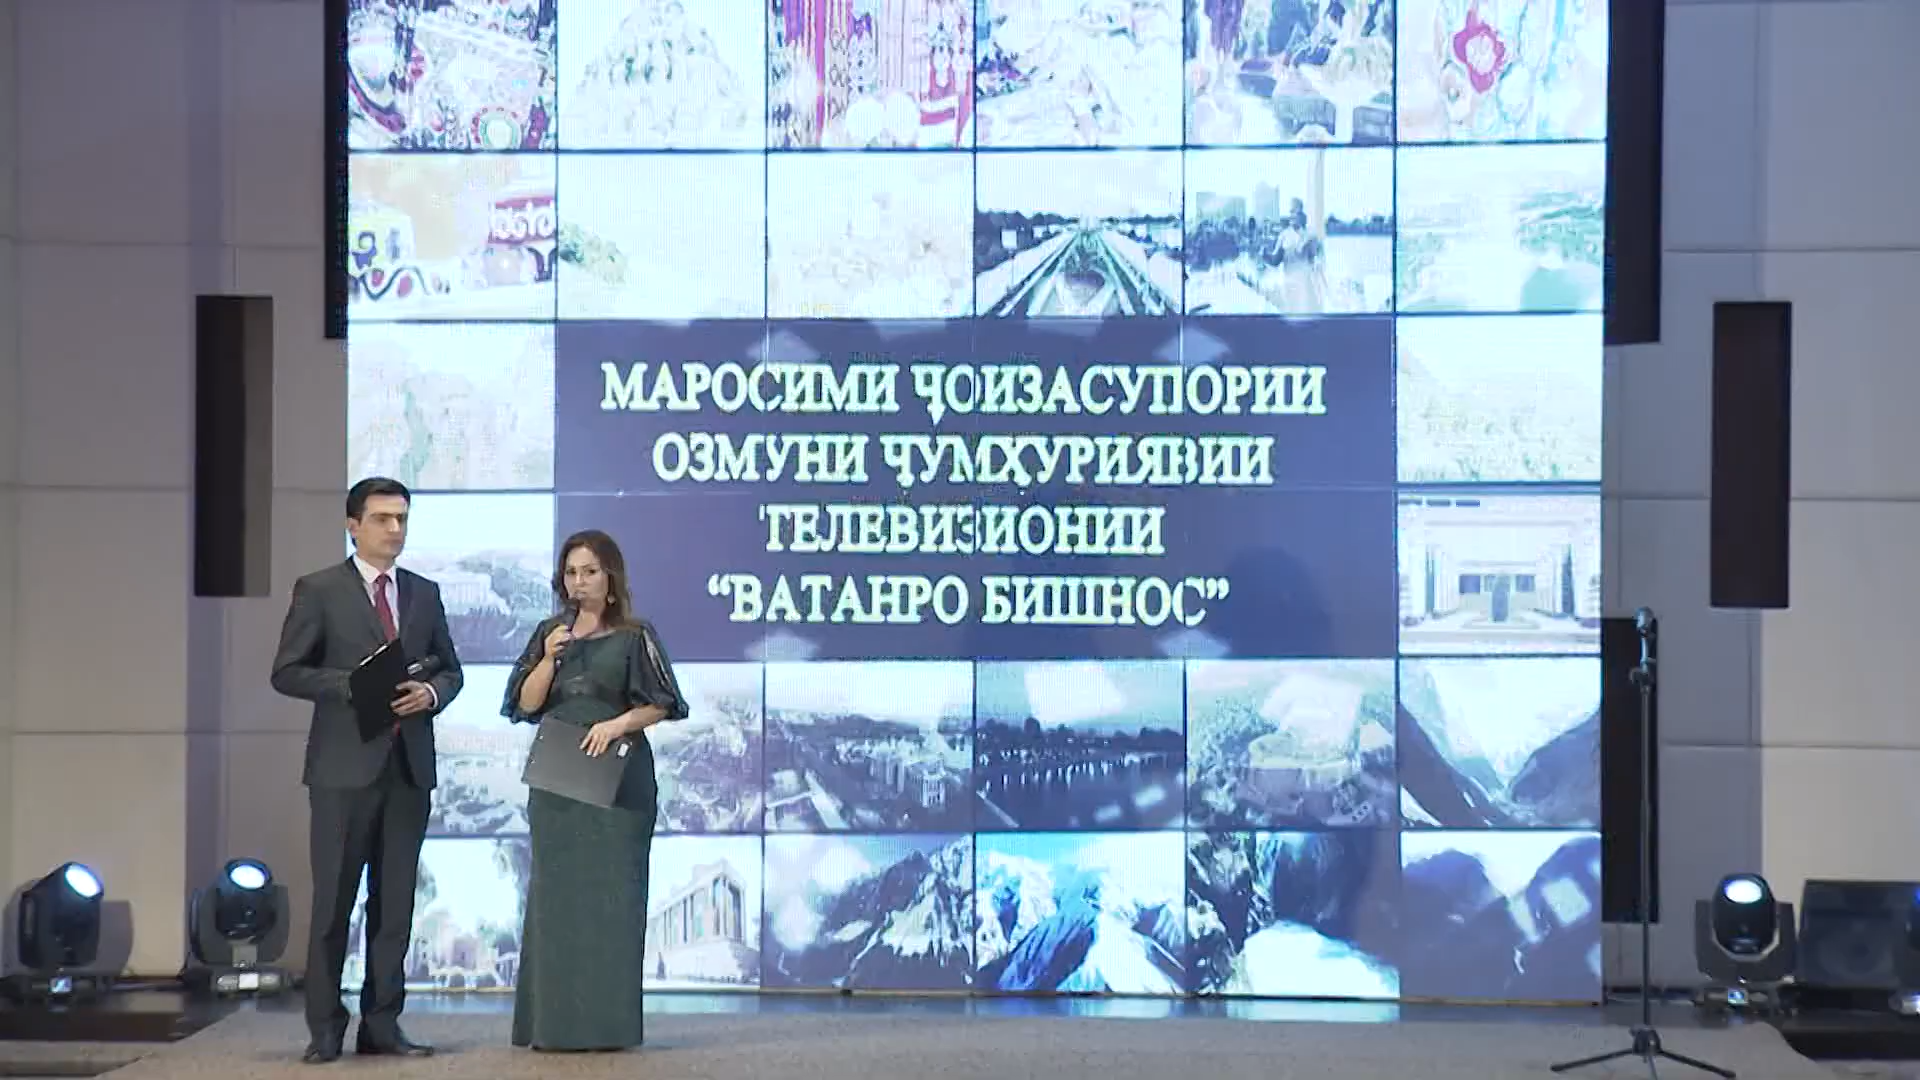 МАРОСИМИ ҶОИЗАСУПОРИИ
ОЗМУНИ ҶУМҲУРИЯВИИ
ТЕЛЕВИЗИОНИИ
“ВАТАНРО БИШНОС”